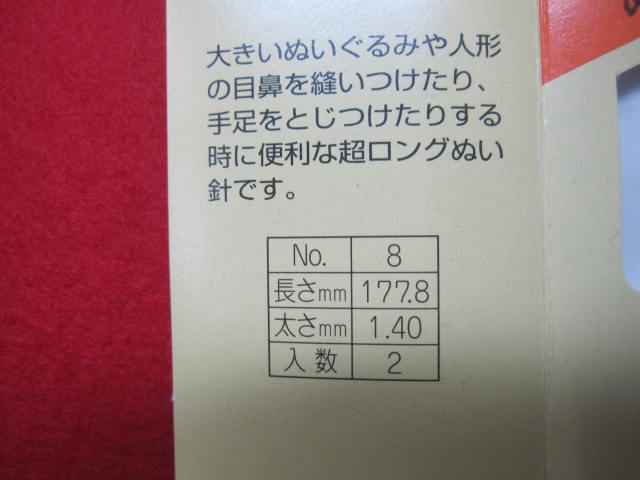 大きいぬいぐるみや人形
の目鼻を縫いつけたり、
手足をとじつけたりする
時に便利な超ロングぬい
針です。
No. 8
長さmm 177.8
太さmm 1.40
入数 2